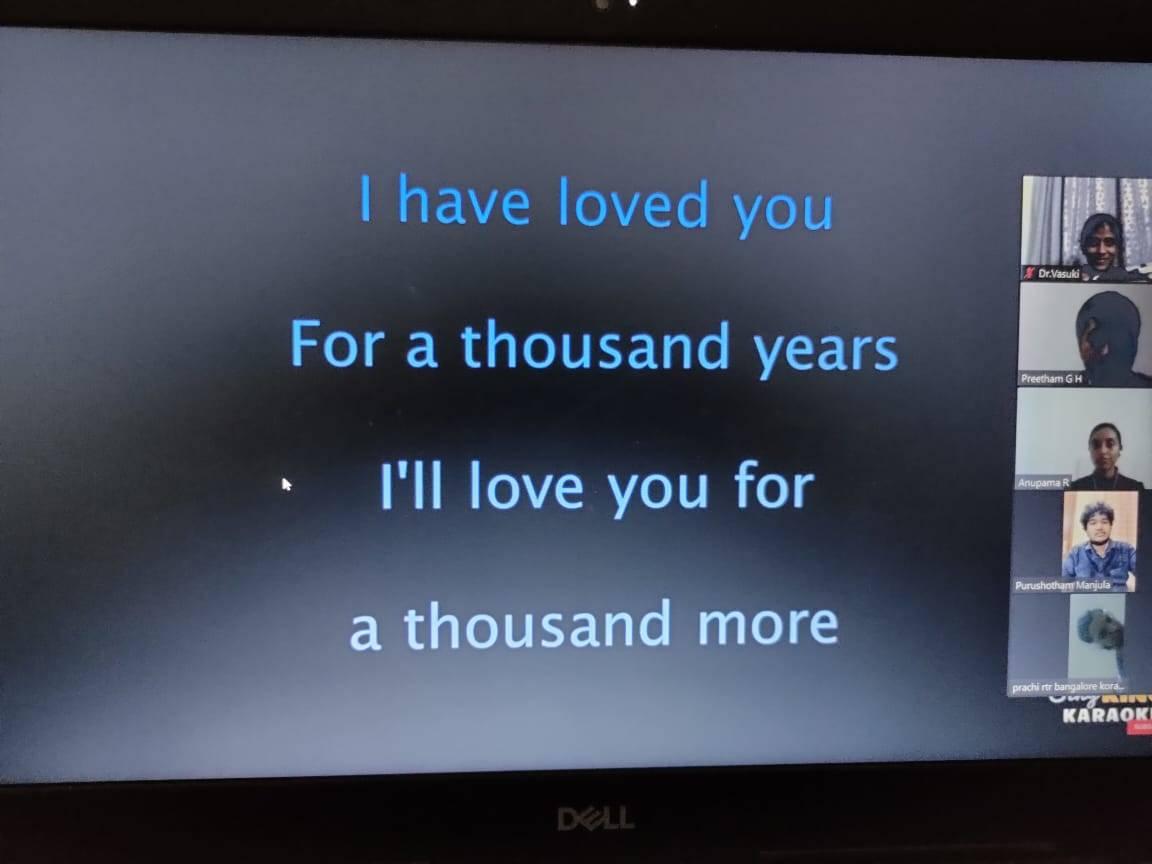 I have loved you
For a thousand years
I'll love you for
a thousand more
Dr.Vasuki
Preetham G H
Anupama R
Purushotham Manjula
prachi rtr bangalore kora...
KARAOK
DELL